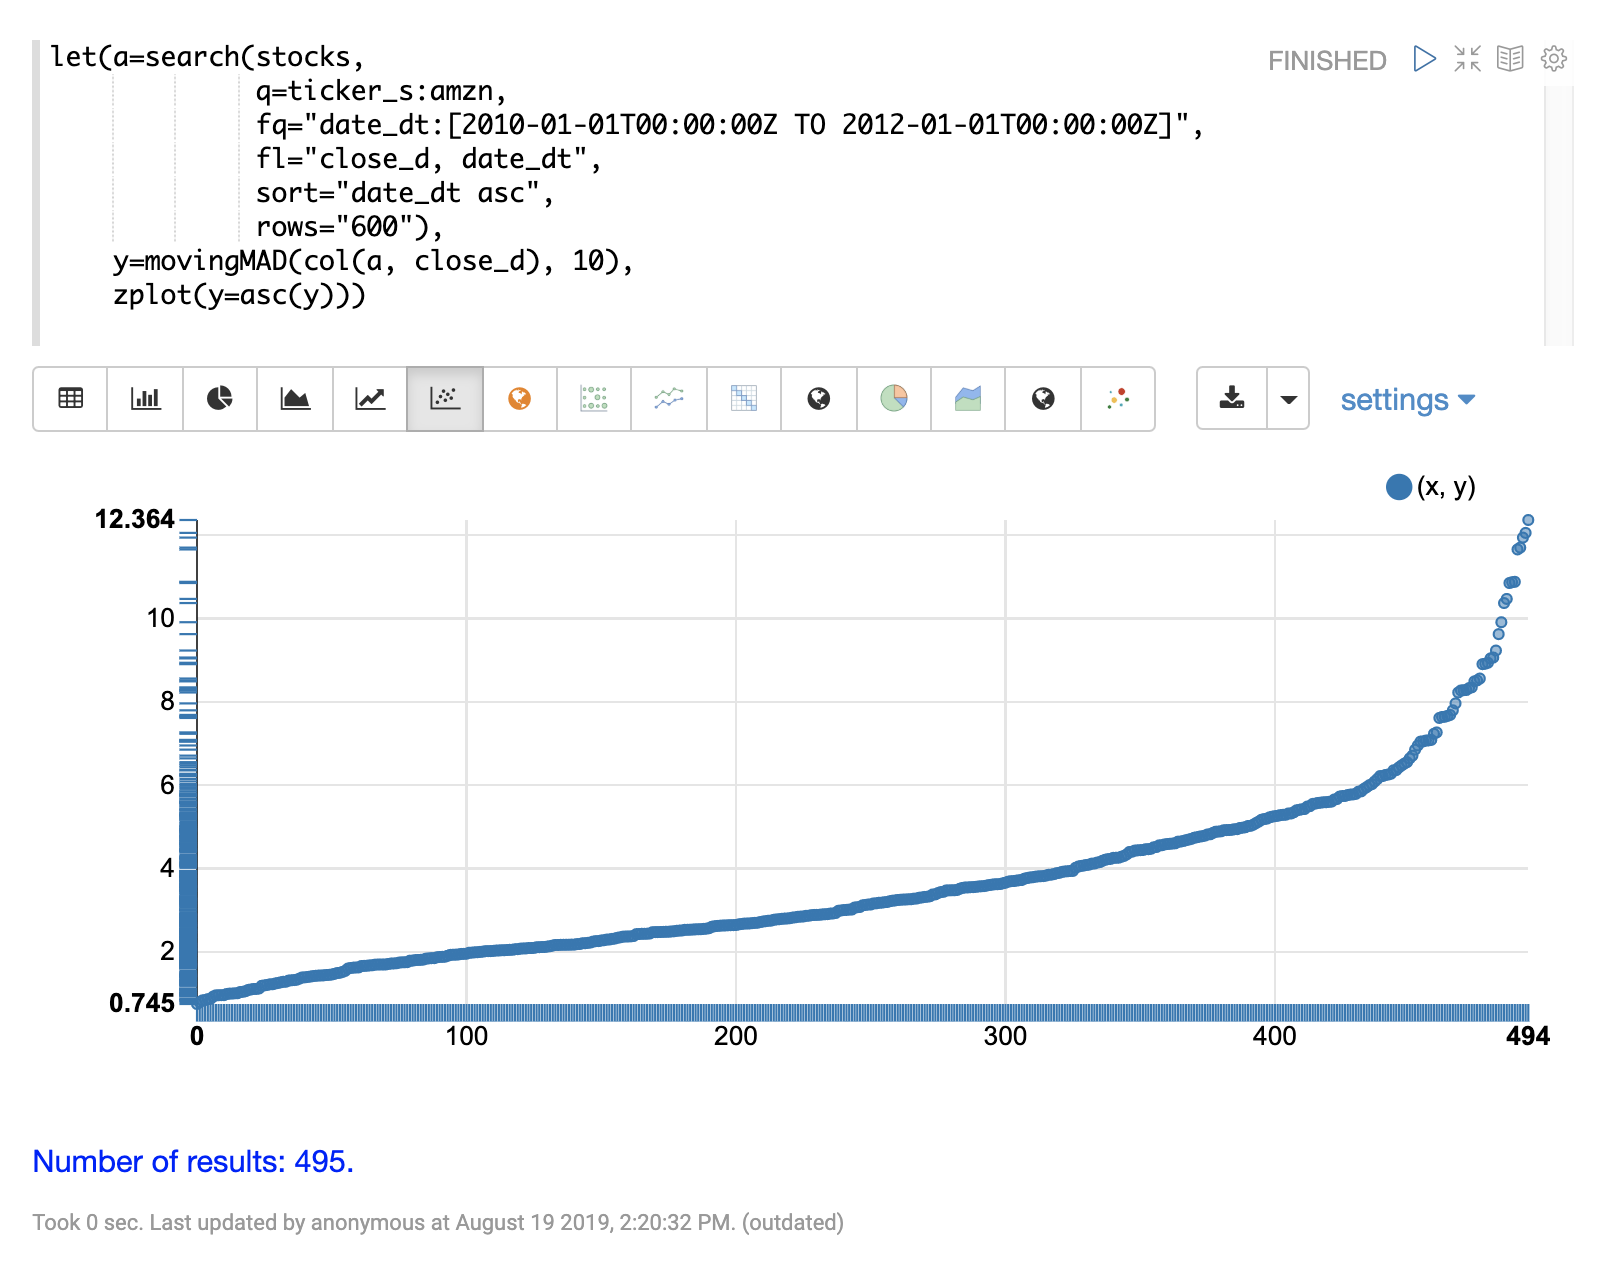 let(a=search(stocks,
q=ticker_s:amzn,
fq="date_dt:[2010-01-01T00:00:00Z TO 2012-01-01T00:00:00Z]",
fl="close_d, date_dt",
sort="date_dt asc",
rows="600"),
y=movingMAD(col(a, close_d), 10),
zplot(y=asc(y)))
FINISHED
settings
(x, y)
12.364
10
8
6
4
2
0.745
0 100 200 300 400 494
Number of results: 495.
Took 0 sec. Last updated by anonymous at August 19 2019, 2:20:32 PM. (outdated)